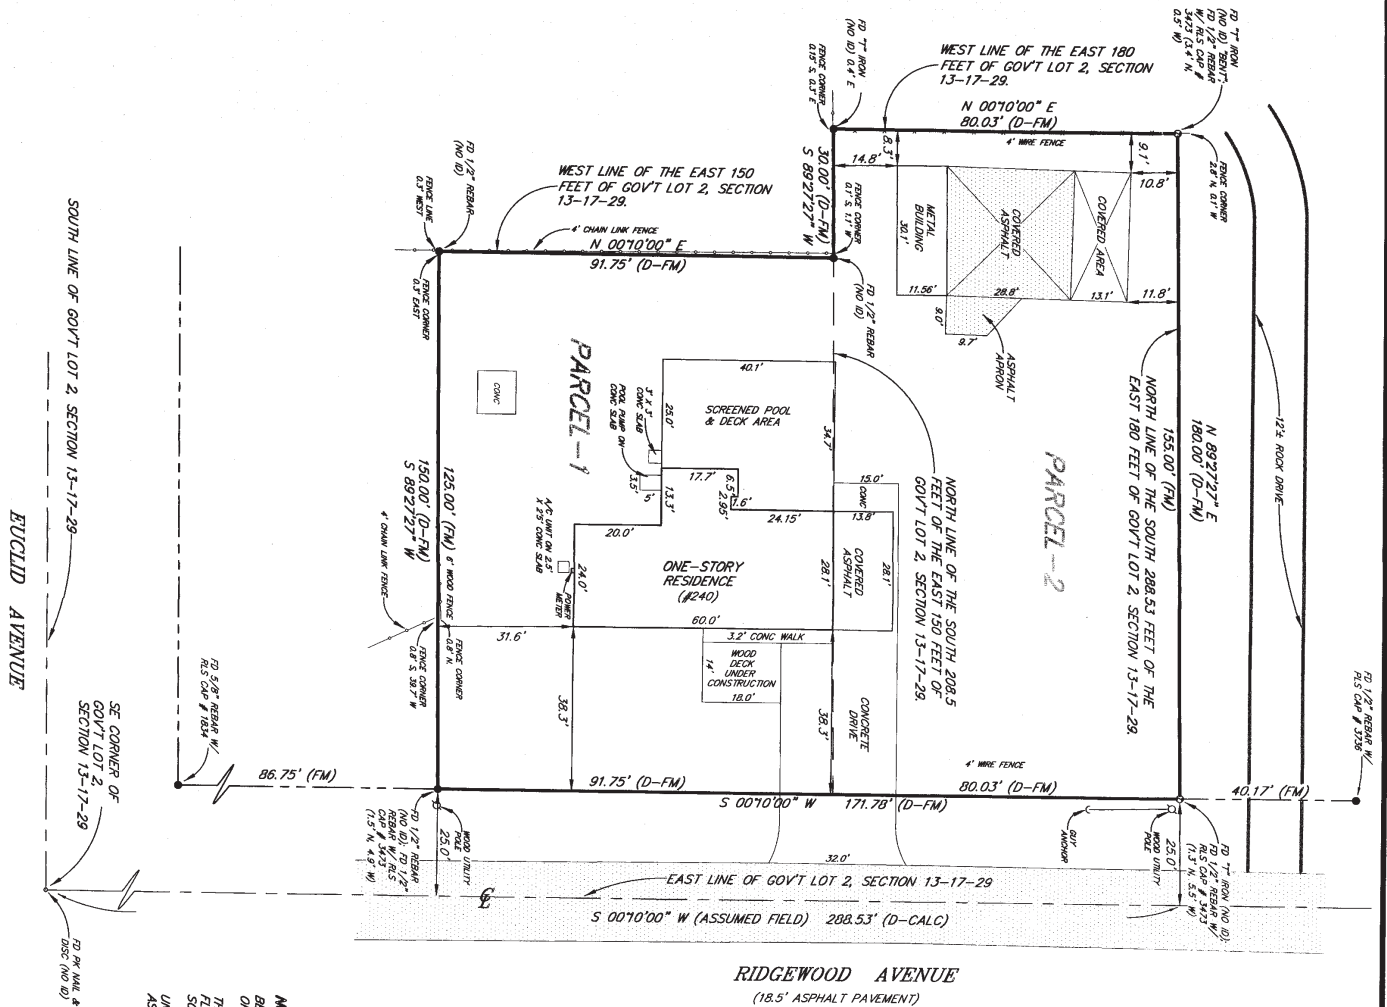 FD "T" IRON
(NO ID) "BENT";
FD 1/2" REBAR
W/ RLS CAP #
3473 (3.4' N.
0.5' W)
FENCE CORNER
2.8' N. 0.1' W
FD "T" IRON
(NO ID) 0.4' E
FENCE CORNER
0.15' S. 0.3' E
WEST LINE OF THE EAST 180
FEET OF GOV'T LOT 2, SECTION
13-17-29.
N 00°10'00" E
80.03' (D-FM)
4' WIRE FENCE
8.3'
14.8'
9.1'
10.8'
30.00' (D-FM)
S 89°27'27" W
FENCE CORNER
0.1' S. 1.1' W
METAL
BUILDING
30.1'
COVERED
ASPHALT
COVERED AREA
11.56'
28.8'
13.1'
11.8'
9.0'
9.7'
ASPHALT
APRON
FD 1/2" REBAR
(NO ID)
FENCE LINE
0.3' WEST
FD 1/2" REBAR
(NO ID)
WEST LINE OF THE EAST 150
FEET OF GOV'T LOT 2, SECTION
13-17-29.
4' CHAIN LINK FENCE
N 00°10'00" E
91.75' (D-FM)
FENCE CORNER
0.3' EAST
PARCEL-1
PARCEL-2
CONC
40.1'
SCREENED POOL
& DECK AREA
25.0'
34.7'
3' X 3'
CONC SLAB
POOL PUMP ON
CONC SLAB
3.5'
5'
17.7'
6.5'
1.6'
2.95'
13.3'
24.15'
20.0'
15.0'
CONC
13.8'
COVERED
ASPHALT
28.1'
28.1'
A/C UNIT ON 2.5'
X 2.5' CONC SLAB
24.0'
POWER
METER
ONE-STORY
RESIDENCE
(#240)
60.0'
3.2' CONC WALK
WOOD
DECK
UNDER
CONSTRUCTION
14'
18.0'
CONCRETE
DRIVE
38.3'
38.3'
31.6'
NORTH LINE OF THE SOUTH 208.5
FEET OF THE EAST 150 FEET OF
GOV'T LOT 2, SECTION 13-17-29.
N 89°27'27" E
180.00' (D-FM)
155.00' (FM)
NORTH LINE OF THE SOUTH 288.53 FEET OF THE
EAST 180 FEET OF GOV'T LOT 2, SECTION 13-17-29.
12'± ROCK DRIVE
125.00' (FM)
150.00' (D-FM)
S 89°27'27" W
6' WOOD FENCE
4' CHAIN LINK FENCE
FENCE CORNER
0.8' N.
FENCE CORNER
0.8' S. 39.7' W
SOUTH LINE OF GOV'T LOT 2, SECTION 13-17-29
EUCLID AVENUE
SE CORNER OF
GOV'T LOT 2,
SECTION 13-17-29
FD 5/8" REBAR W/
RLS CAP # 1834
86.75' (FM)
91.75' (D-FM)
S 00°10'00" W 171.78' (D-FM)
4' WIRE FENCE
80.03' (D-FM)
40.17' (FM)
FD 1/2" REBAR W/
RLS CAP # 3736
WOOD UTILITY
POLE
25.0'
FD 1/2" REBAR
(NO ID); FD 1/2"
REBAR W/ RLS
CAP # 3473
(1.5' N. 4.9' W)
GUY
ANCHOR
WOOD UTILITY
POLE
25.0'
FD "T" IRON (NO ID);
FD 1/2" REBAR W/
RLS CAP # 3473
(1.3' N. 5.5' W)
32.0'
EAST LINE OF GOV'T LOT 2, SECTION 13-17-29
CL
S 00°10'00" W (ASSUMED FIELD) 288.53' (D-CALC)
RIDGEWOOD AVENUE
(18.5' ASPHALT PAVEMENT)
FD PK NAIL &
DISC (NO ID)